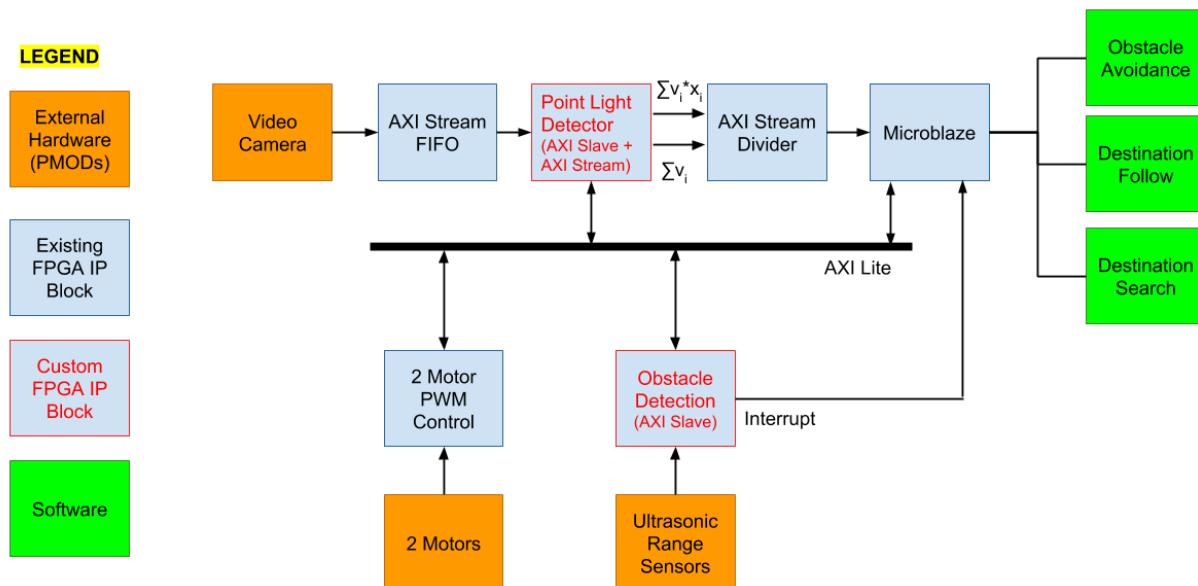 LEGEND
External
Hardware
(PMODs)
Existing
FPGA IP
Block
Custom
FPGA IP
Block
Software
Video
Camera
AXI Stream
FIFO
Point Light
Detector
(AXI Slave +
AXI Stream)
∑vᵢ*xᵢ
∑vᵢ
AXI Stream
Divider
Microblaze
Obstacle
Avoidance
Destination
Follow
Destination
Search
AXI Lite
2 Motor
PWM
Control
Obstacle
Detection
(AXI Slave)
Interrupt
2 Motors
Ultrasonic
Range
Sensors